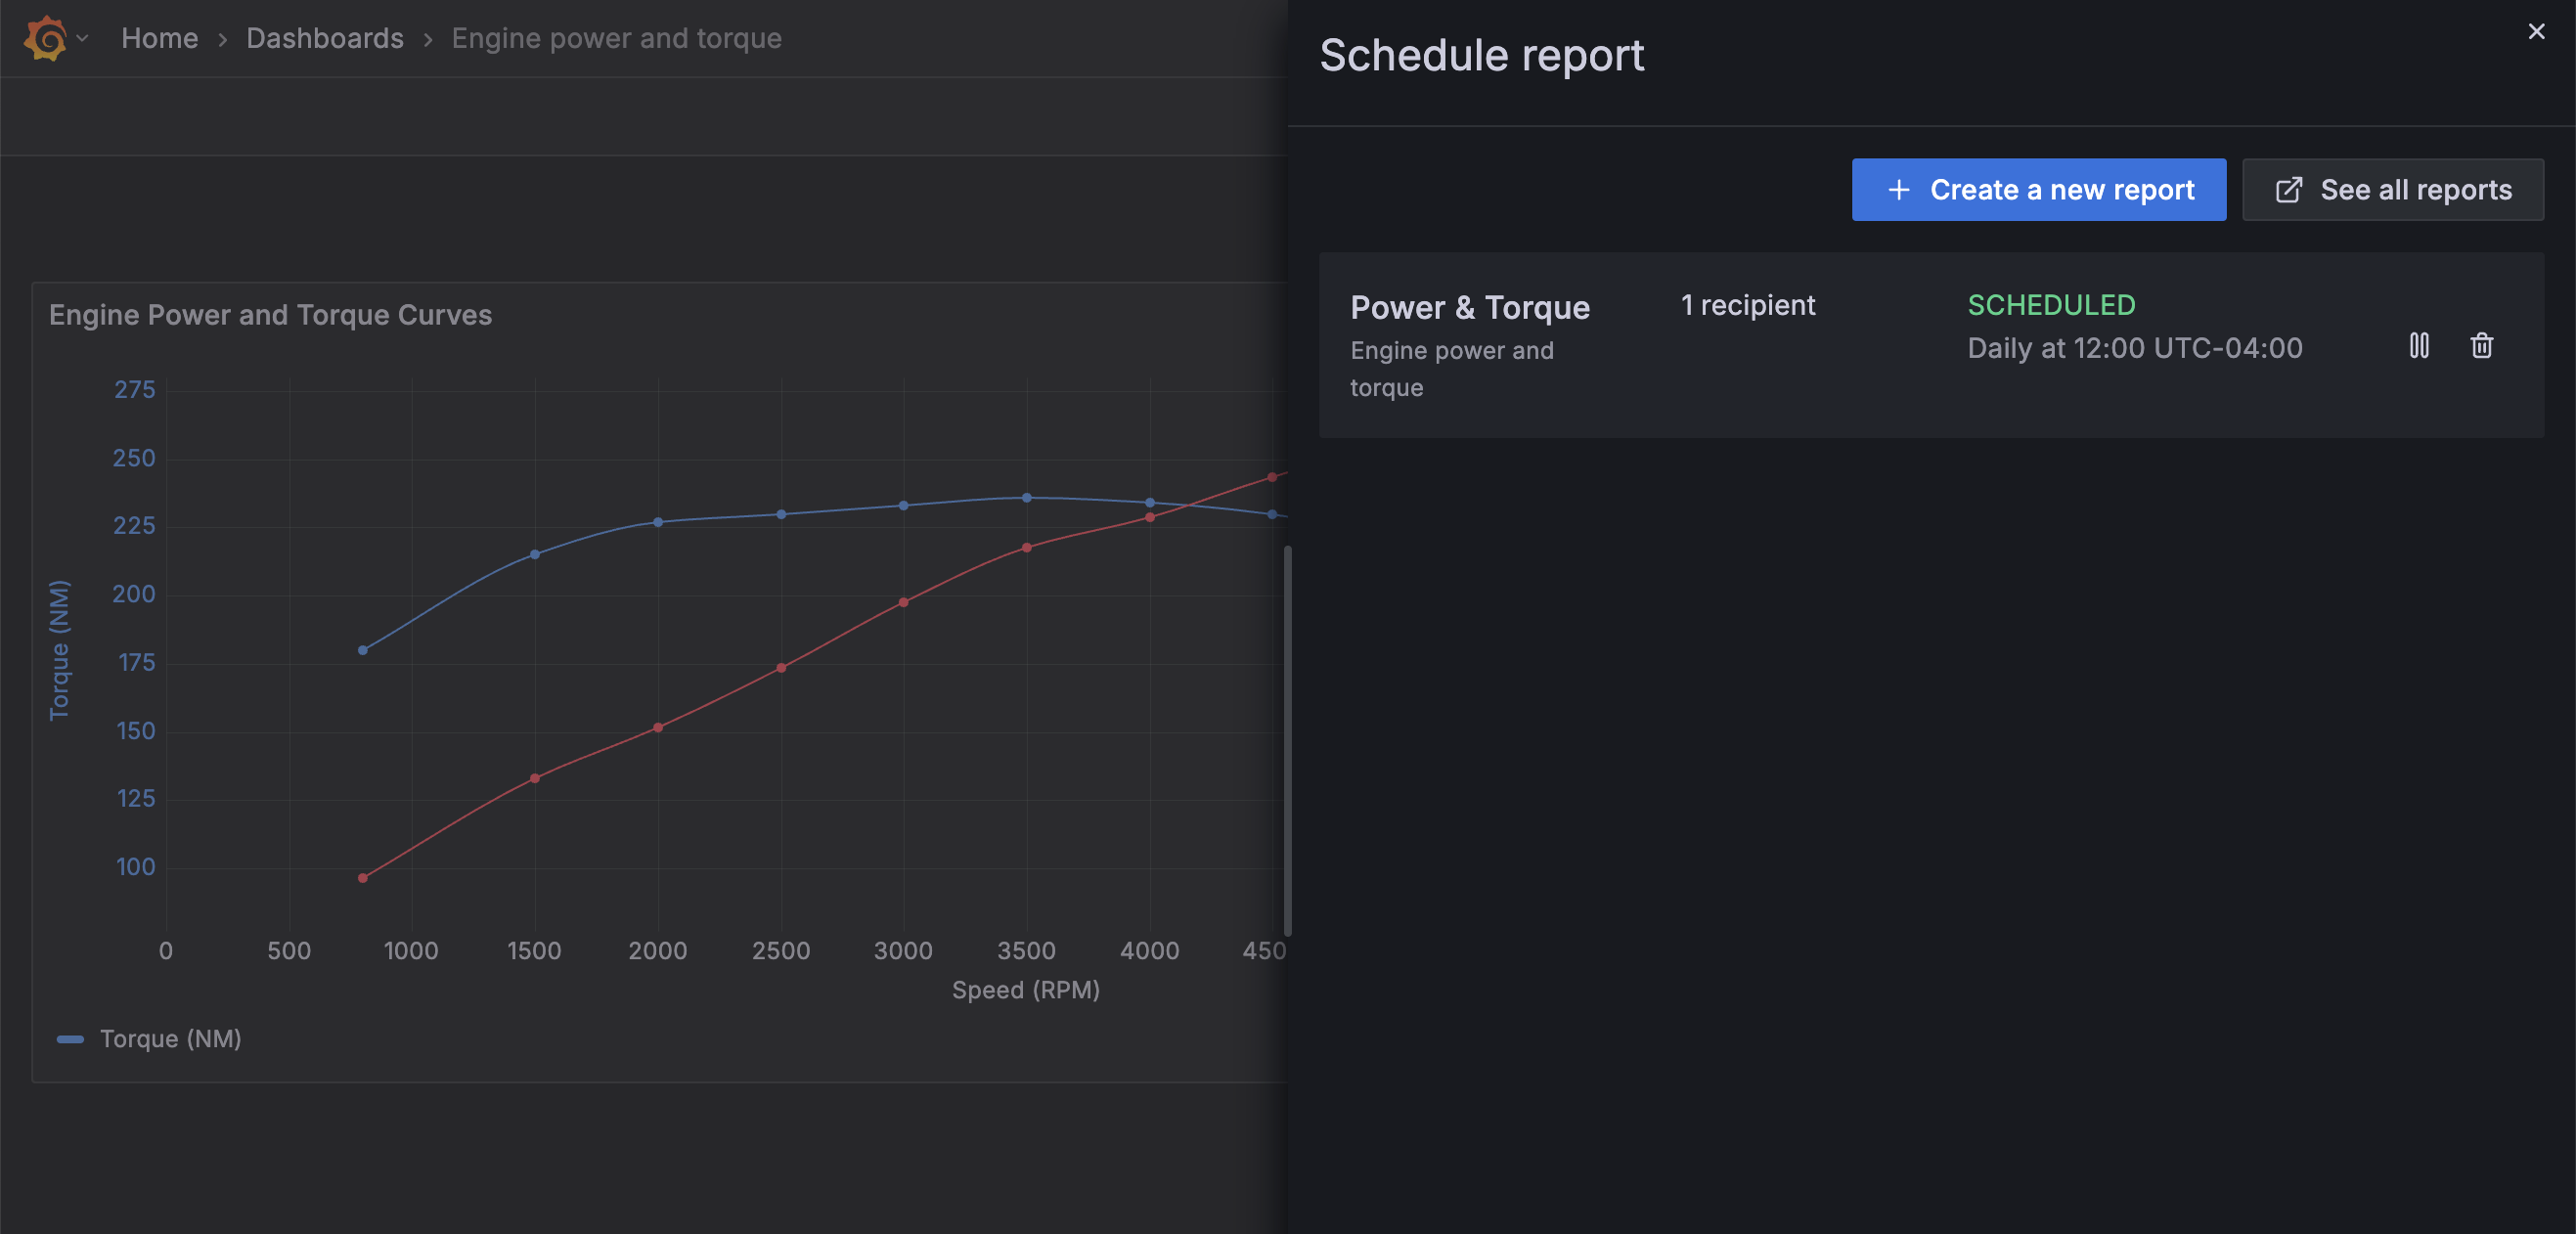 Home › Dashboards › Engine power and torque
Schedule report
Create a new report
See all reports
Power & Torque
Engine power and
torque
1 recipient
SCHEDULED
Daily at 12:00 UTC-04:00
Engine Power and Torque Curves
275
250
225
200
175
150
125
100
Torque (NM)
0 500 1000 1500 2000 2500 3000 3500 4000 450
Speed (RPM)
Torque (NM)